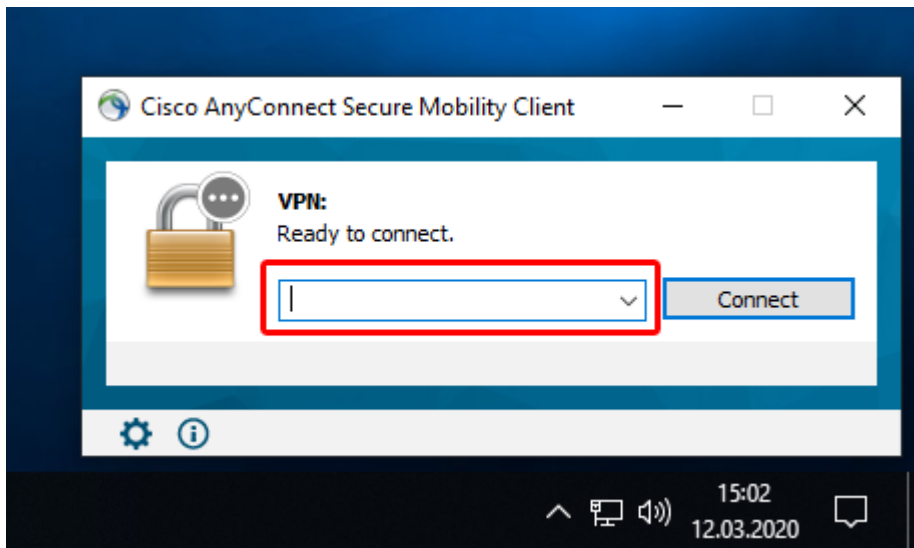 Cisco AnyConnect Secure Mobility Client
VPN:
Ready to connect.
Connect
15:02
12.03.2020